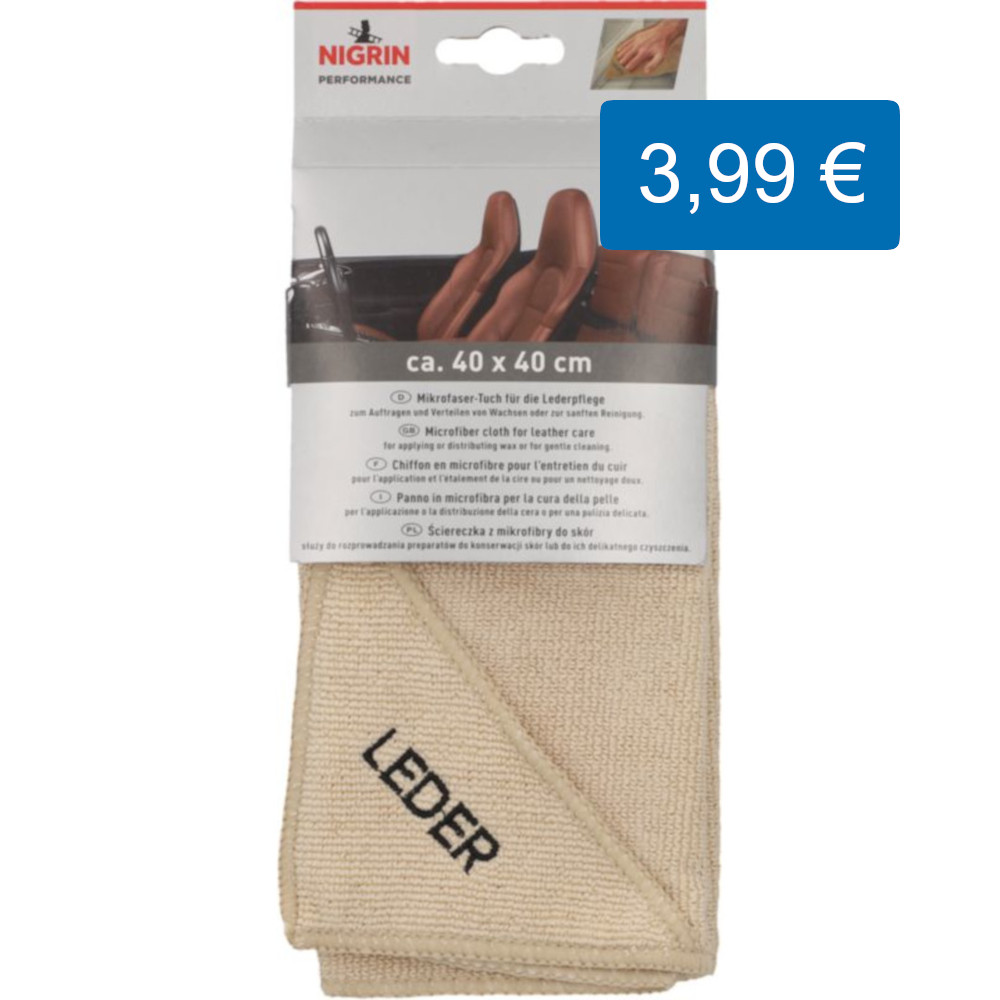 NIGRIN
PERFORMANCE
3,99 €
ca. 40 x 40 cm
D Mikrofaser-Tuch für die Lederpflege
zum Auftragen und Verteilen von Wachsen oder zur sanften Reinigung.
GB Microfiber cloth for leather care
for applying or distributing wax or for gentle cleaning.
F Chiffon en microfibre pour l'entretien du cuir
pour l'application et l'étalement de la cire ou pour un nettoyage doux.
I Panno in microfibra per la cura della pelle
per l'applicazione o la distribuzione della cera o per una pulizia delicata.
PL Ściereczka z mikrofibry do skór
służy do rozprowadzania preparatów do konserwacji skór lub do ich delikatnego czyszczenia.
LEDER